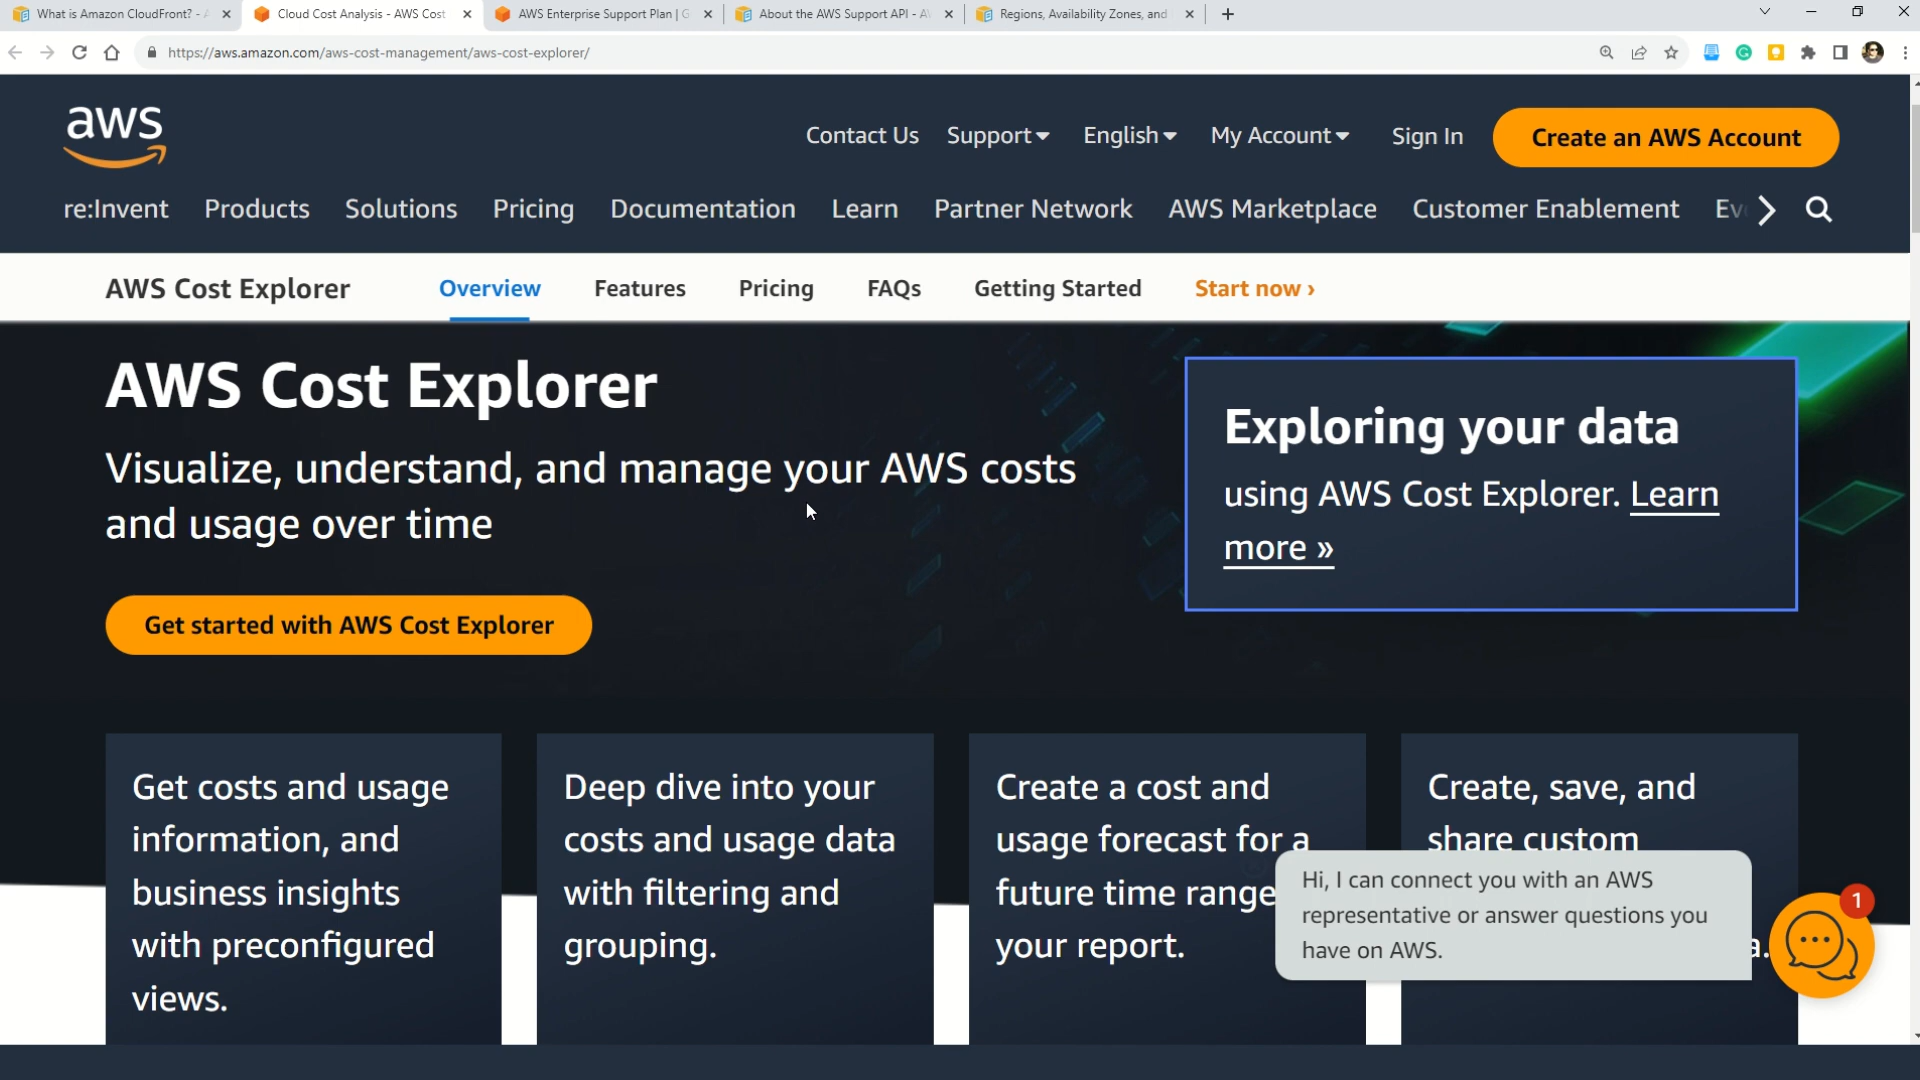 What is Amazon CloudFront? - A
Cloud Cost Analysis - AWS Cost
AWS Enterprise Support Plan | G
About the AWS Support API - A
Regions, Availability Zones, and
https://aws.amazon.com/aws-cost-management/aws-cost-explorer/
aws
Contact Us Support English My Account Sign In Create an AWS Account
re:Invent Products Solutions Pricing Documentation Learn Partner Network AWS Marketplace Customer Enablement
AWS Cost Explorer Overview Features Pricing FAQs Getting Started Start now ›
AWS Cost Explorer
Visualize, understand, and manage your AWS costs
and usage over time
Get started with AWS Cost Explorer
Exploring your data
using AWS Cost Explorer. Learn
more »
Get costs and usage
information, and
business insights
with preconfigured
views.
Deep dive into your
costs and usage data
with filtering and
grouping.
Create a cost and
usage forecast for a
future time range
your report.
Create, save, and
share custom
Hi, I can connect you with an AWS
representative or answer questions you
have on AWS.
1